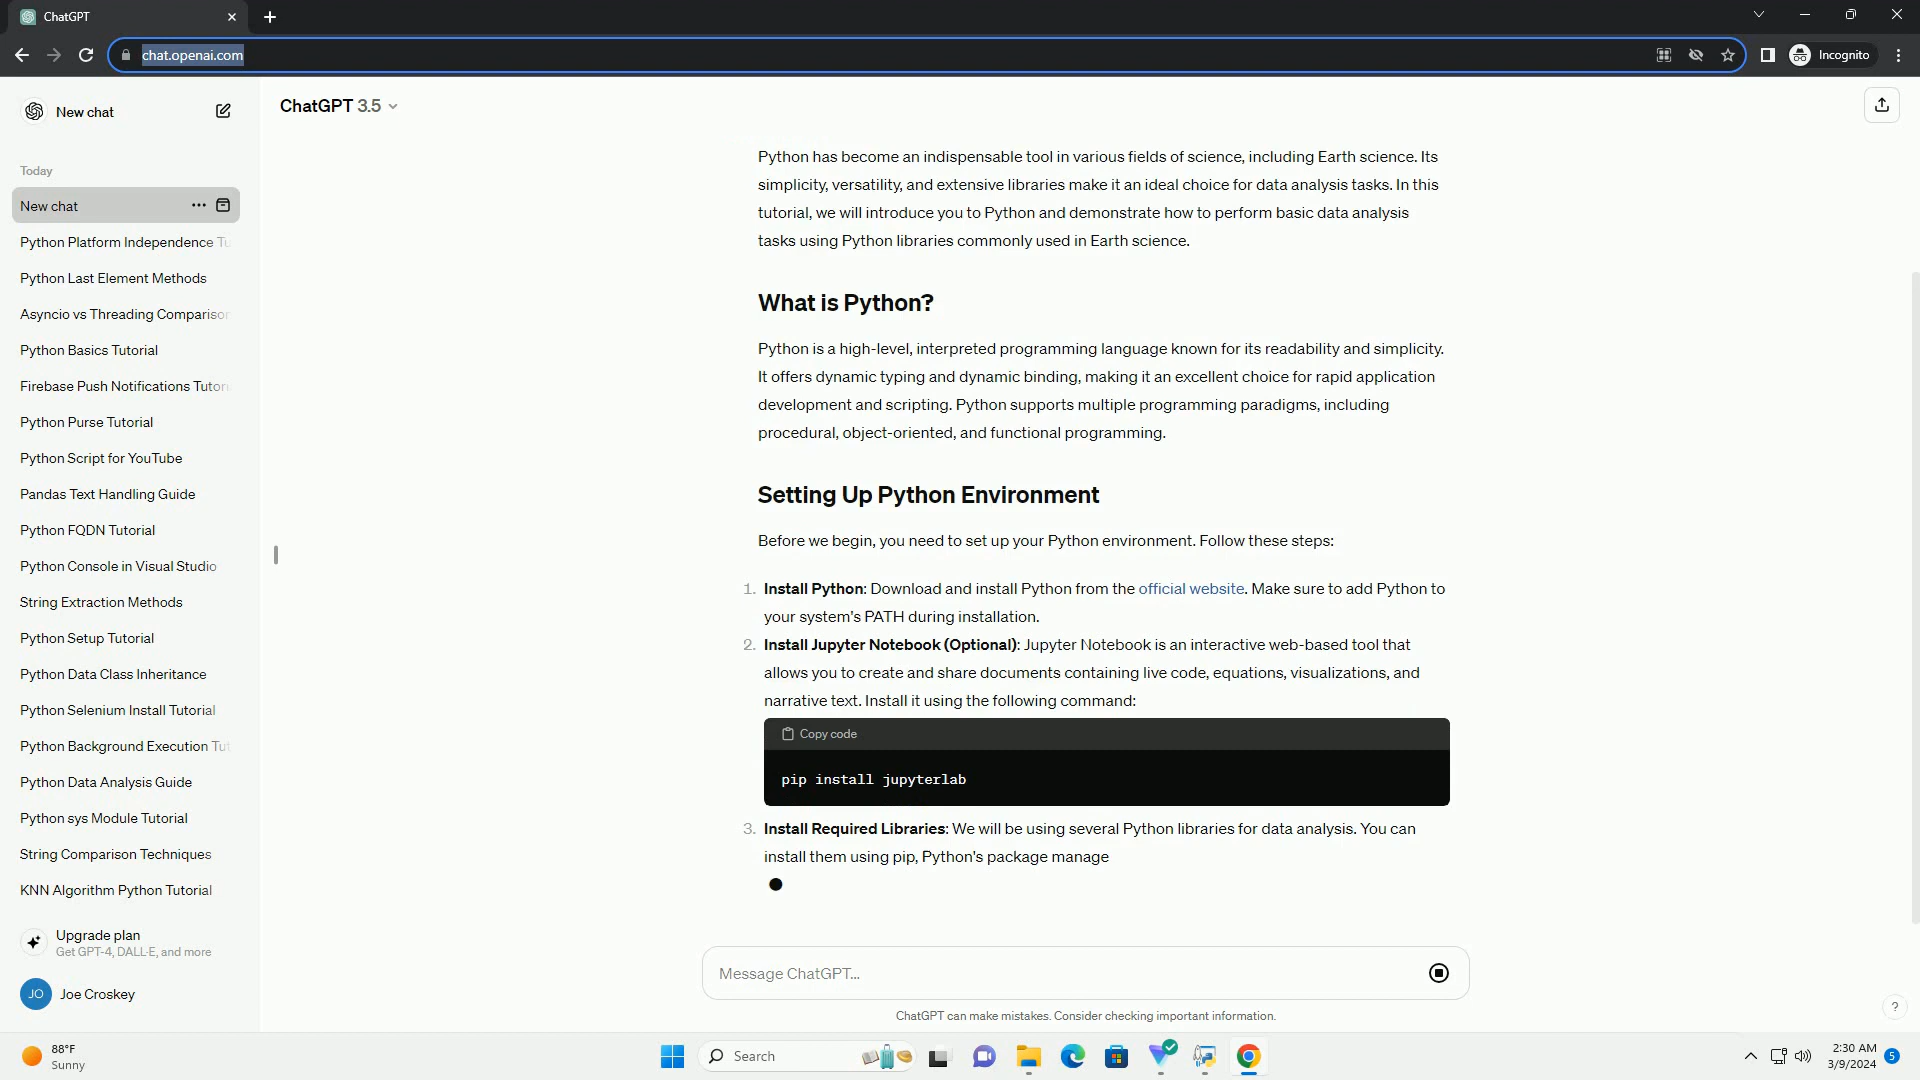 ChatGPT
chat.openai.com
Incognito
New chat
ChatGPT 3.5
Today
New chat
Python Platform Independence Tu
Python Last Element Methods
Asyncio vs Threading Comparison
Python Basics Tutorial
Firebase Push Notifications Tutori
Python Purse Tutorial
Python Script for YouTube
Pandas Text Handling Guide
Python FQDN Tutorial
Python Console in Visual Studio
String Extraction Methods
Python Setup Tutorial
Python Data Class Inheritance
Python Selenium Install Tutorial
Python Background Execution Tut
Python Data Analysis Guide
Python sys Module Tutorial
String Comparison Techniques
KNN Algorithm Python Tutorial
Upgrade plan
Get GPT-4, DALL·E, and more
JO Joe Croskey
Python has become an indispensable tool in various fields of science, including Earth science. Its
simplicity, versatility, and extensive libraries make it an ideal choice for data analysis tasks. In this
tutorial, we will introduce you to Python and demonstrate how to perform basic data analysis
tasks using Python libraries commonly used in Earth science.
What is Python?
Python is a high-level, interpreted programming language known for its readability and simplicity.
It offers dynamic typing and dynamic binding, making it an excellent choice for rapid application
development and scripting. Python supports multiple programming paradigms, including
procedural, object-oriented, and functional programming.
Setting Up Python Environment
Before we begin, you need to set up your Python environment. Follow these steps:
1. Install Python: Download and install Python from the official website. Make sure to add Python to
your system's PATH during installation.
2. Install Jupyter Notebook (Optional): Jupyter Notebook is an interactive web-based tool that
allows you to create and share documents containing live code, equations, visualizations, and
narrative text. Install it using the following command:
Copy code
pip install jupyterlab
3. Install Required Libraries: We will be using several Python libraries for data analysis. You can
install them using pip, Python's package manage
Message ChatGPT...
ChatGPT can make mistakes. Consider checking important information.
?
88°F
Sunny
Search
2:30 AM
3/9/2024
5